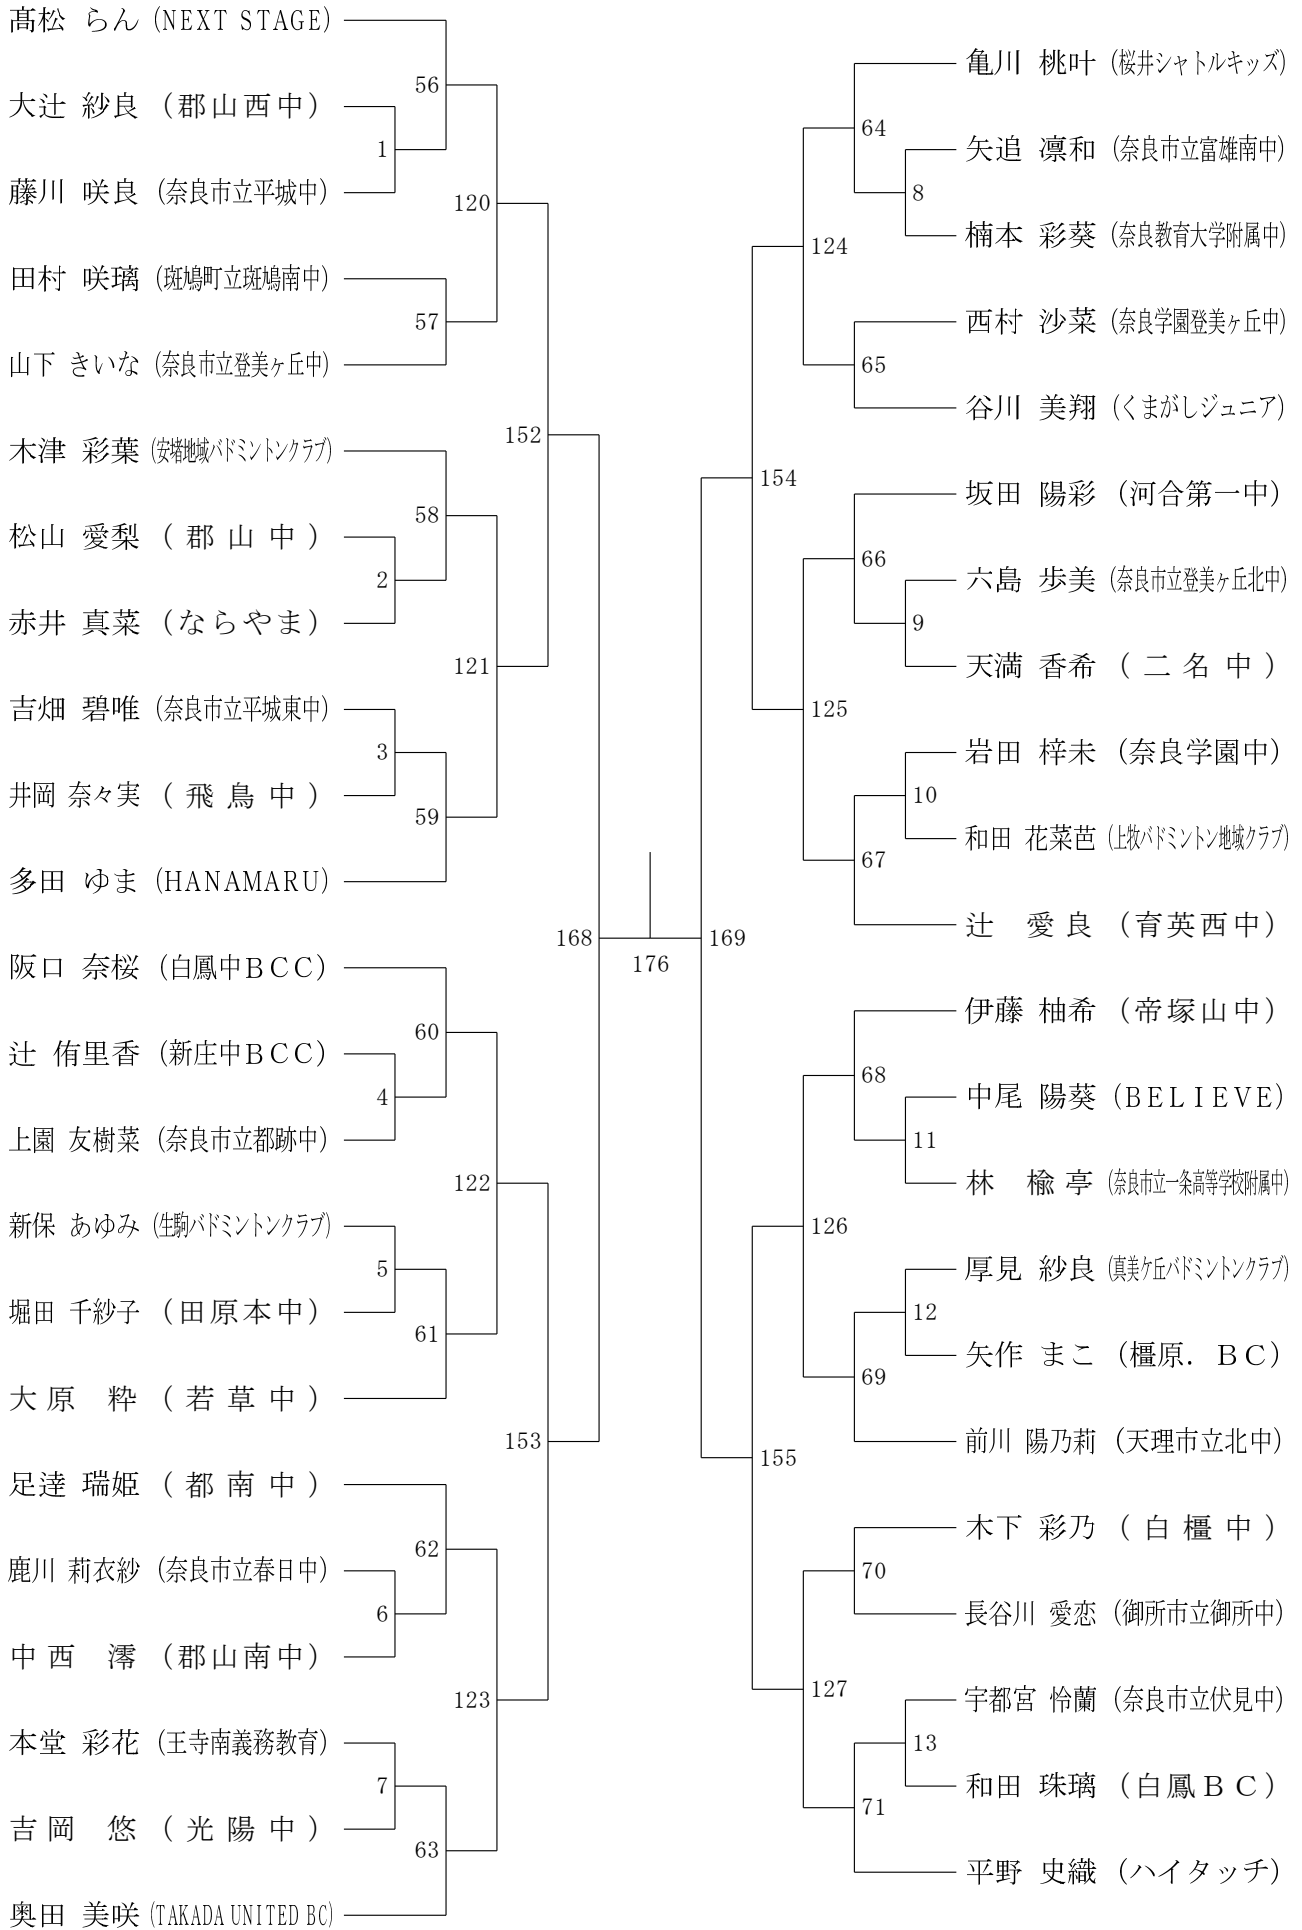 髙松 らん (NEXT STAGE)
大辻 紗良 (郡山西中)
藤川 咲良 (奈良市立平城中)
田村 咲璃 (斑鳩町立斑鳩南中)
山下 きいな (奈良市立登美ヶ丘中)
木津 彩葉 (安堵地域バドミントンクラブ)
松山 愛梨 (郡山中)
赤井 真菜 (ならやま)
吉畑 碧唯 (奈良市立平城東中)
井岡 奈々実 (飛鳥中)
多田 ゆま (HANAMARU)
阪口 奈桜 (白鳳中BCC)
辻 侑里香 (新庄中BCC)
上園 友樹菜 (奈良市立都跡中)
新保 あゆみ (生駒バドミントンクラブ)
堀田 千紗子 (田原本中)
大原 粋 (若草中)
足達 瑞姫 (都南中)
鹿川 莉衣紗 (奈良市立春日中)
中西 澪 (郡山南中)
本堂 彩花 (王寺南義務教育)
吉岡 悠 (光陽中)
奥田 美咲 (TAKADA UNITED BC)
1
2
3
4
5
6
7
56
57
58
59
60
61
62
63
120
121
122
123
152
153
168
176
169
154
155
124
125
126
127
64
65
66
67
68
69
70
71
8
9
10
11
12
13
亀川 桃叶 (桜井シャトルキッズ)
矢追 凛和 (奈良市立富雄南中)
楠本 彩葵 (奈良教育大学附属中)
西村 沙菜 (奈良学園登美ヶ丘中)
谷川 美翔 (くまがしジュニア)
坂田 陽彩 (河合第一中)
六島 歩美 (奈良市立登美ヶ丘北中)
天満 香希 (二名中)
岩田 梓未 (奈良学園中)
和田 花菜芭 (上牧バドミントン地域クラブ)
辻 愛良 (育英西中)
伊藤 柚希 (帝塚山中)
中尾 陽葵 (BELIEVE)
林 楡亭 (奈良市立一条高等学校附属中)
厚見 紗良 (真美ケ丘バドミントンクラブ)
矢作 まこ (橿原．BC)
前川 陽乃莉 (天理市立北中)
木下 彩乃 (白橿中)
長谷川 愛恋 (御所市立御所中)
宇都宮 怜蘭 (奈良市立伏見中)
和田 珠璃 (白鳳BC)
平野 史織 (ハイタッチ)